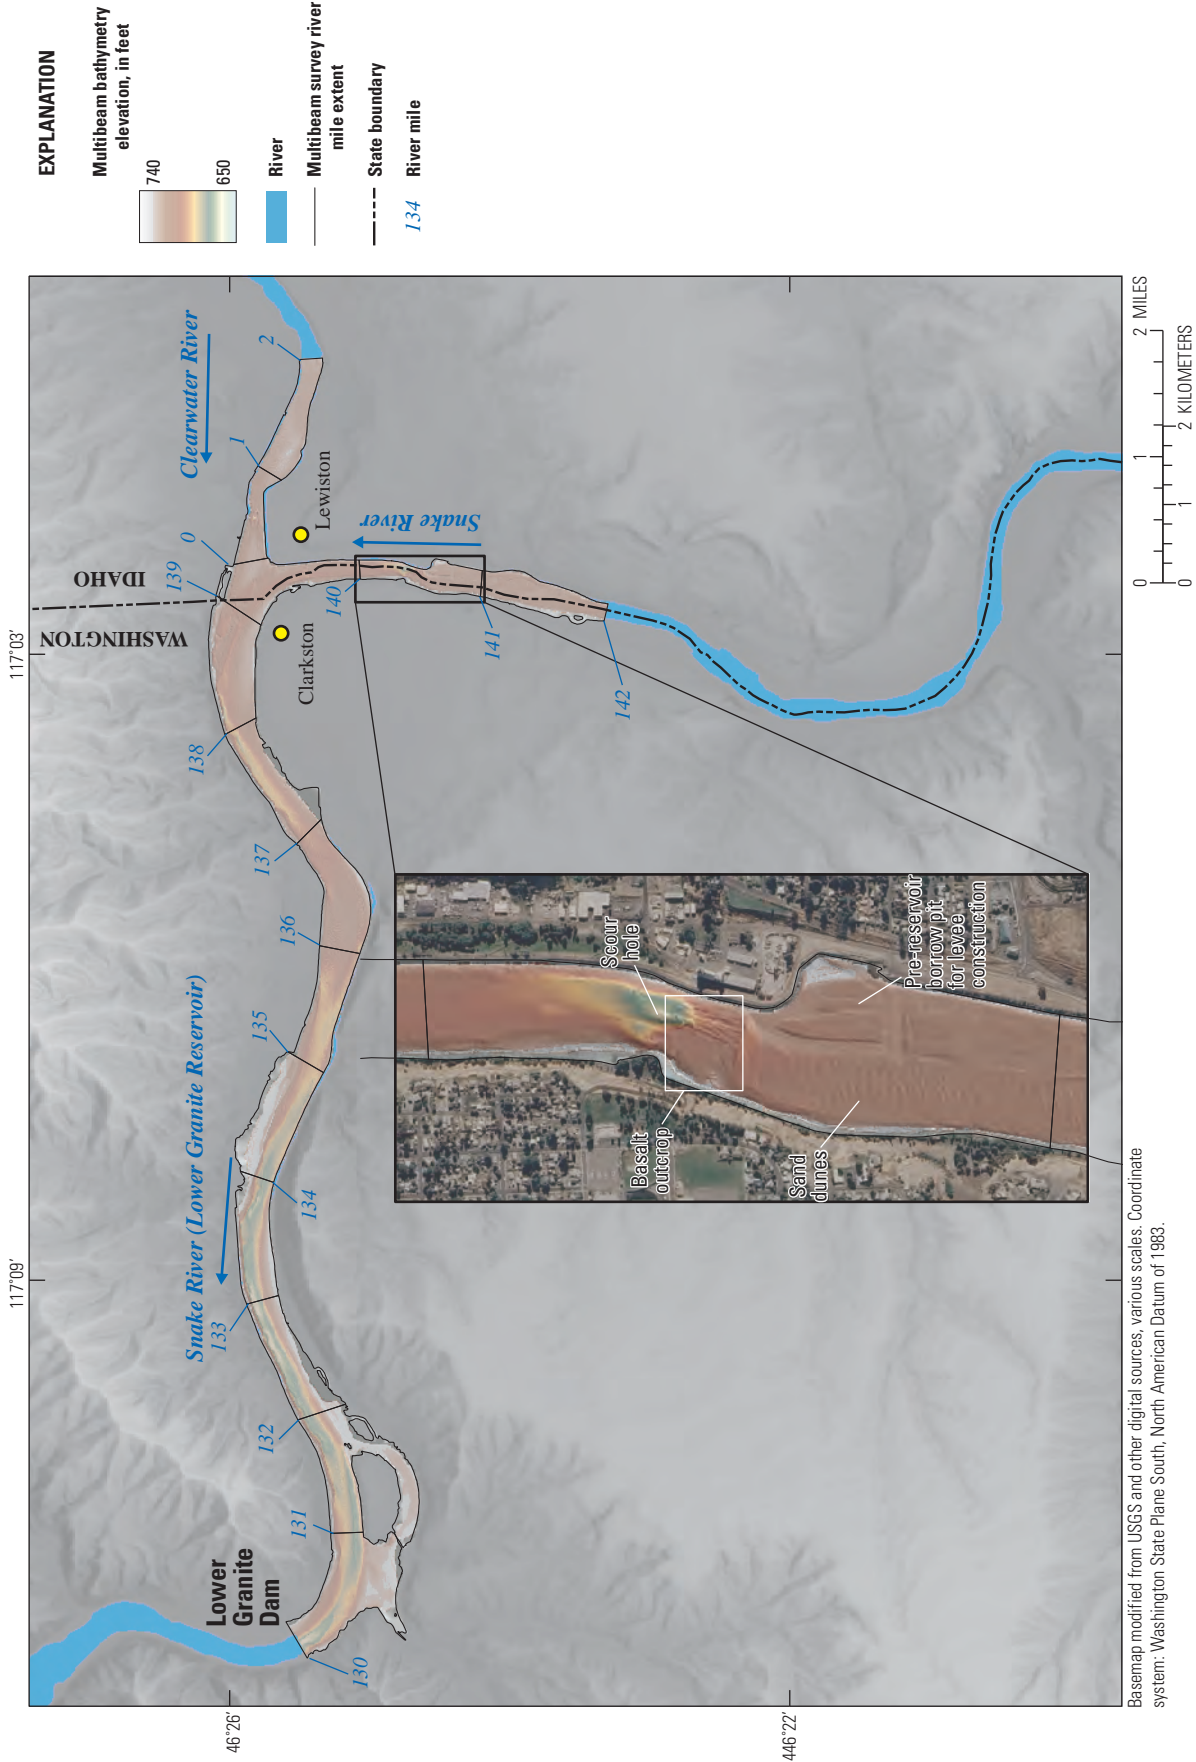 117°09′
117°03′
46°26′
446°22′
WASHINGTON
IDAHO
Clearwater River
Snake River (Lower Granite Reservoir)
Snake River
Lower
Granite
Dam
Clarkston
Lewiston
130
131
132
133
134
135
136
137
138
139
140
141
142
0
1
2
Basalt
outcrop
Scour
hole
Sand
dunes
Pre-reservoir
borrow pit
for levee
construction
0
1
2 MILES
0
1
2 KILOMETERS
Basemap modified from USGS and other digital sources, various scales. Coordinate
system: Washington State Plane South, North American Datum of 1983.
EXPLANATION
Multibeam bathymetry
elevation, in feet
740
650
River
Multibeam survey river
mile extent
State boundary
134
River mile